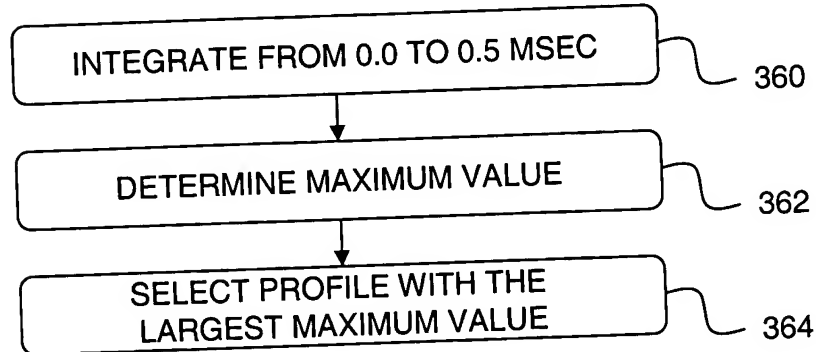 INTEGRATE FROM 0.0 TO 0.5 MSEC
360
DETERMINE MAXIMUM VALUE
362
SELECT PROFILE WITH THE
LARGEST MAXIMUM VALUE
364